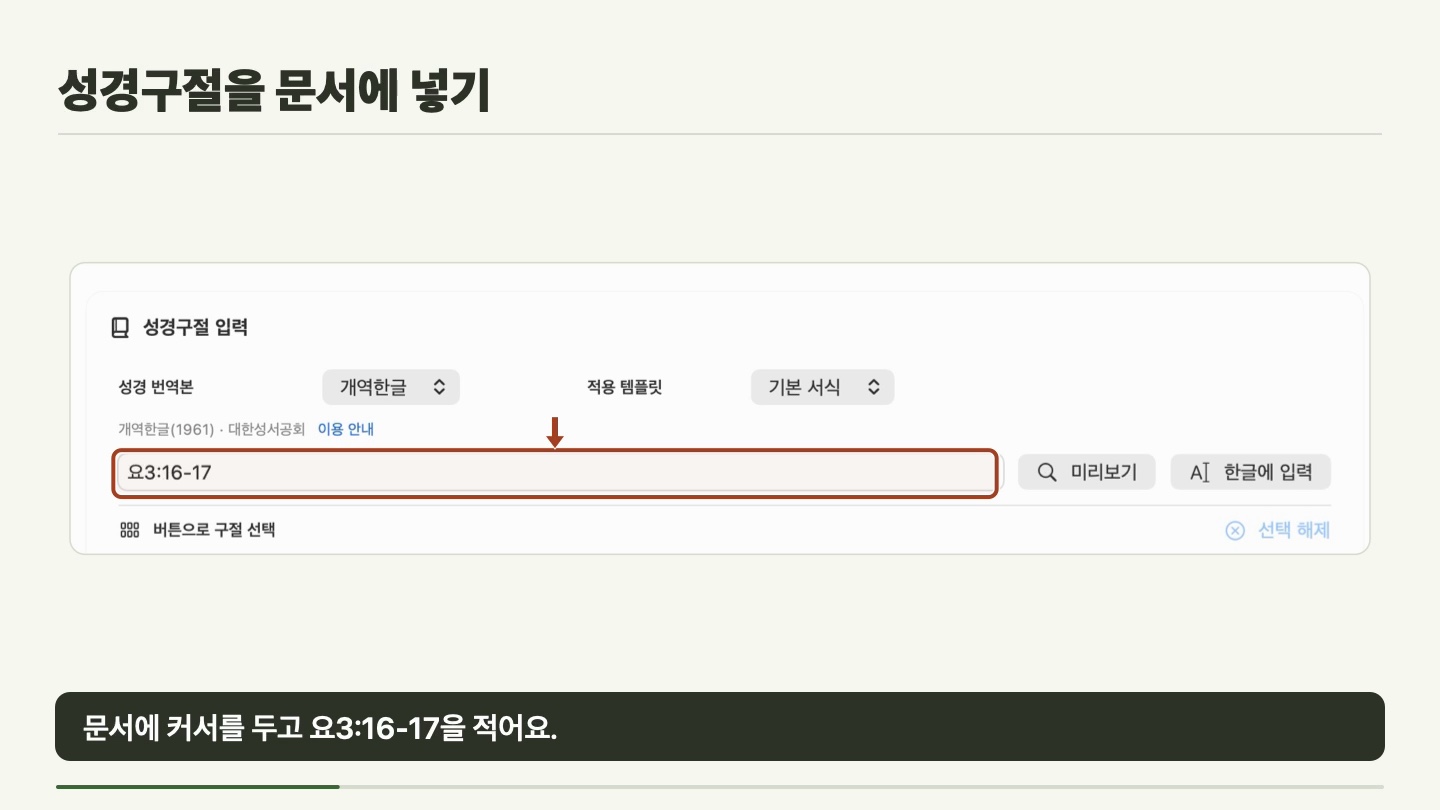 성경구절을 문서에 넣기
성경구절 입력
성경 번역본 개역한글 적용 템플릿 기본 서식
개역한글(1961) · 대한성서공회 이용 안내
요3:16-17 미리보기 한글에 입력
버튼으로 구절 선택 선택 해제
문서에 커서를 두고 요3:16-17을 적어요.